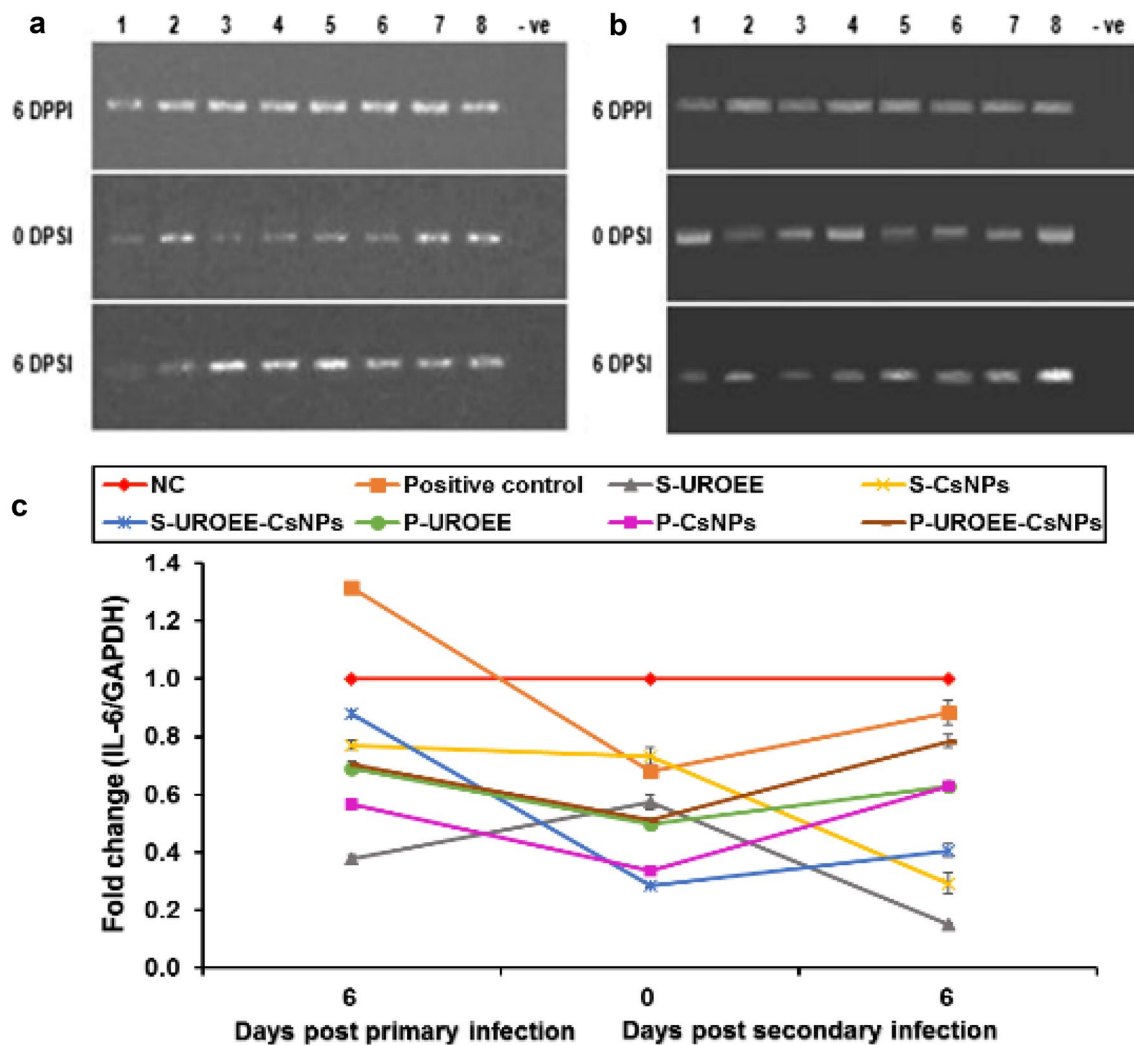 a
b
1 2 3 4 5 6 7 8 - ve
1 2 3 4 5 6 7 8 - ve
6 DPPI
0 DPSI
6 DPSI
6 DPPI
0 DPSI
6 DPSI
c
NC Positive control S-UROEE S-CsNPs
S-UROEE-CsNPs P-UROEE P-CsNPs P-UROEE-CsNPs
Fold change (IL-6/GAPDH)
1.4
1.2
1.0
0.8
0.6
0.4
0.2
0.0
6 0 6
Days post primary infection Days post secondary infection